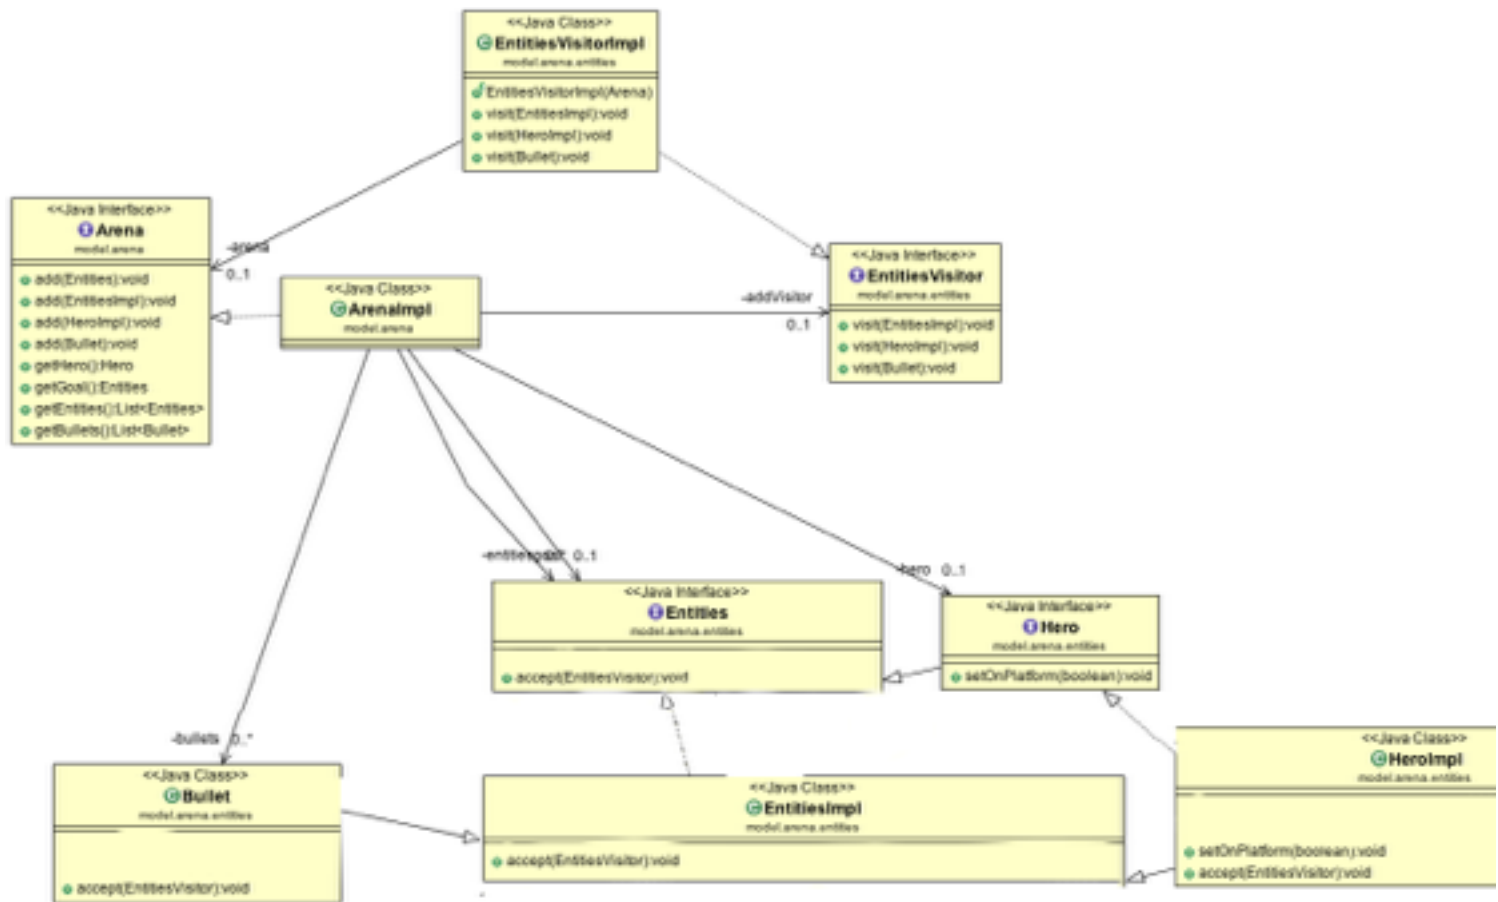 <<Java Class>>
EntitiesVisitorImpl
model.arena.entities
EntitiesVisitorImpl(Arena)
visit(EntitiesImpl):void
visit(HeroImpl):void
visit(Bullet):void
<<Java Interface>>
Arena
model.arena
add(Entities):void
add(EntitiesImpl):void
add(HeroImpl):void
add(Bullet):void
getHero():Hero
getGoal():Entities
getEntities():List<Entities>
getBullets():List<Bullet>
-arena
0..1
<<Java Class>>
ArenaImpl
model.arena
-addVisitor
0..1
<<Java Interface>>
EntitiesVisitor
model.arena.entities
visit(EntitiesImpl):void
visit(HeroImpl):void
visit(Bullet):void
-entities
0..1
-hero 0..1
<<Java Interface>>
Entities
model.arena.entities
accept(EntitiesVisitor):void
<<Java Interface>>
Hero
model.arena.entities
setOnPlatform(boolean):void
-bullets 0..*
<<Java Class>>
Bullet
model.arena.entities
accept(EntitiesVisitor):void
<<Java Class>>
EntitiesImpl
model.arena.entities
accept(EntitiesVisitor):void
<<Java Class>>
HeroImpl
model.arena.entities
setOnPlatform(boolean):void
accept(EntitiesVisitor):void